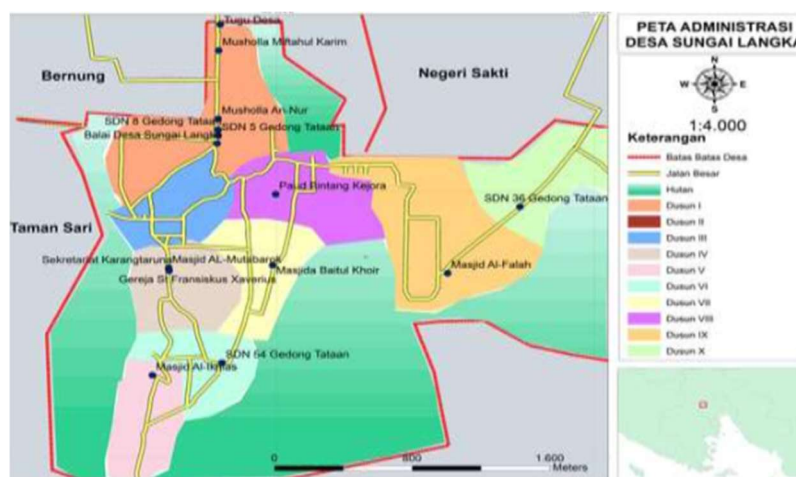 Tugu Desa
Musholla Miftahul Karim
Bernung
Negeri Sakti
Musholla An-Nur
SDN 8 Gedong Tataan
SDN 5 Gedong Tataan
Balai Desa Sungai Langka
Paud Bintang Kejora
SDN 36 Gedong Tataan
Taman Sari
Sekretariat Karangtaruna
Masjid AL-Mutabarok
Masjida Baitul Khoir
Masjid Al-Falah
Gereja St Fransiskus Xaverius
SDN 54 Gedong Tataan
Masjid Al-Ikhlas
0 800 1.600
Meters
PETA ADMINISTRASI
DESA SUNGAI LANGKA
N
W E
S
1:4.000
Keterangan
Batas Batas Desa
Jalan Besar
Hutan
Dusun I
Dusun II
Dusun III
Dusun IV
Dusun V
Dusun VI
Dusun VII
Dusun VIII
Dusun IX
Dusun X